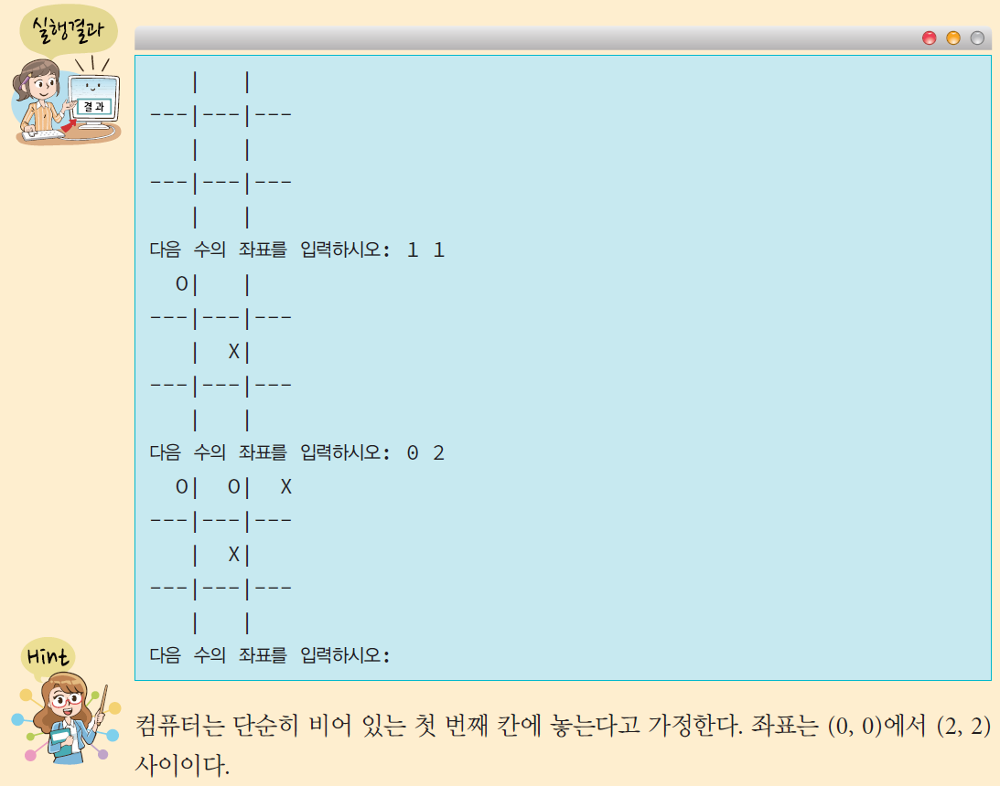 실행결과
결과
   |   |
---|---|---
   |   |
---|---|---
   |   |
다음 수의 좌표를 입력하시오: 1 1
  O|   |
---|---|---
   |  X|
---|---|---
   |   |
다음 수의 좌표를 입력하시오: 0 2
  O|  O|  X
---|---|---
   |  X|
---|---|---
   |   |
다음 수의 좌표를 입력하시오:
Hint
컴퓨터는 단순히 비어 있는 첫 번째 칸에 놓는다고 가정한다. 좌표는 (0, 0)에서 (2, 2)
사이이다.